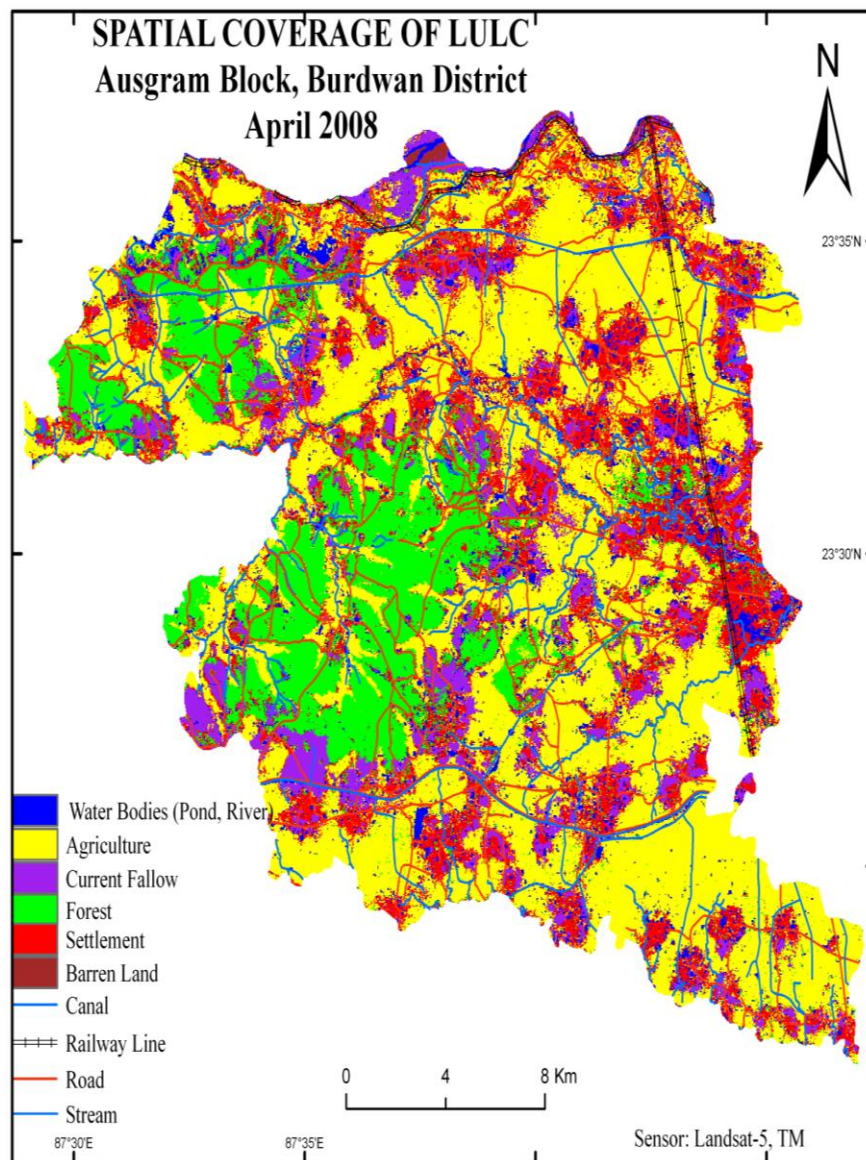 SPATIAL COVERAGE OF LULC
Ausgram Block, Burdwan District
April 2008
N
23°35'N
23°30'N
Water Bodies (Pond, River)
Agriculture
Current Fallow
Forest
Settlement
Barren Land
Canal
Railway Line
Road
Stream
0 4 8 Km
87°30'E 87°35'E
Sensor: Landsat-5, TM